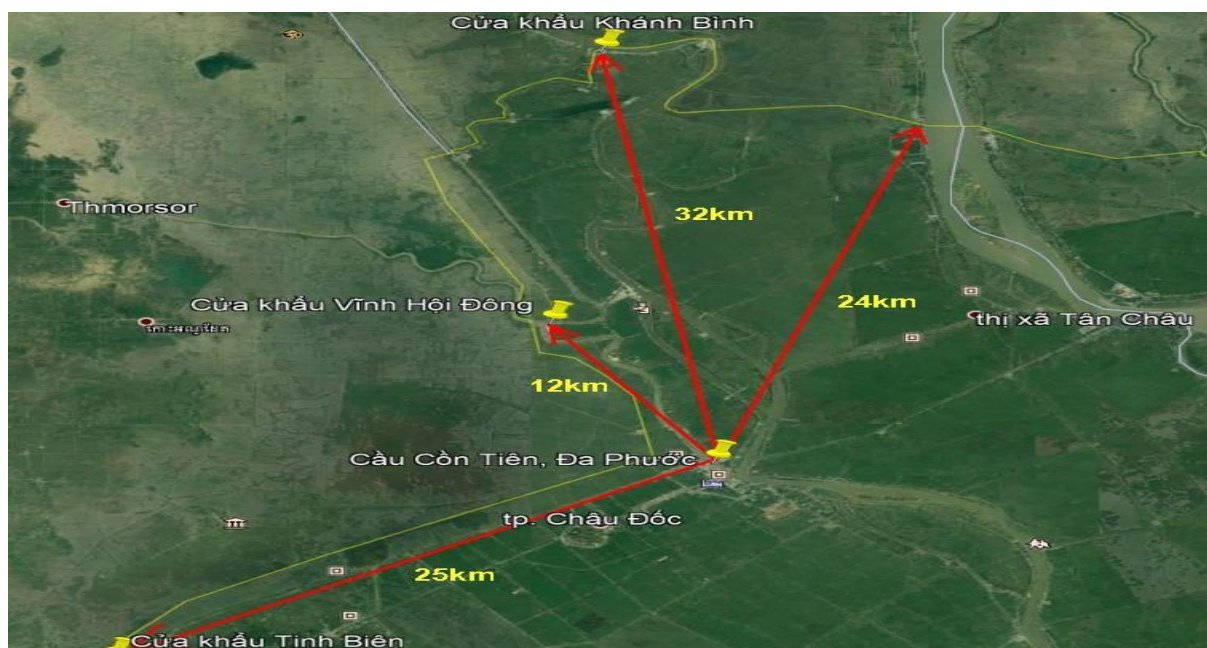 Cửa khẩu Khánh Bình
Thmorsor
32km
Cửa khẩu Vĩnh Hội Đông
24km
thị xã Tân Châu
12km
Cầu Cồn Tiên, Đa Phước
tp. Châu Đốc
25km
Cửa khẩu Tinh Biên